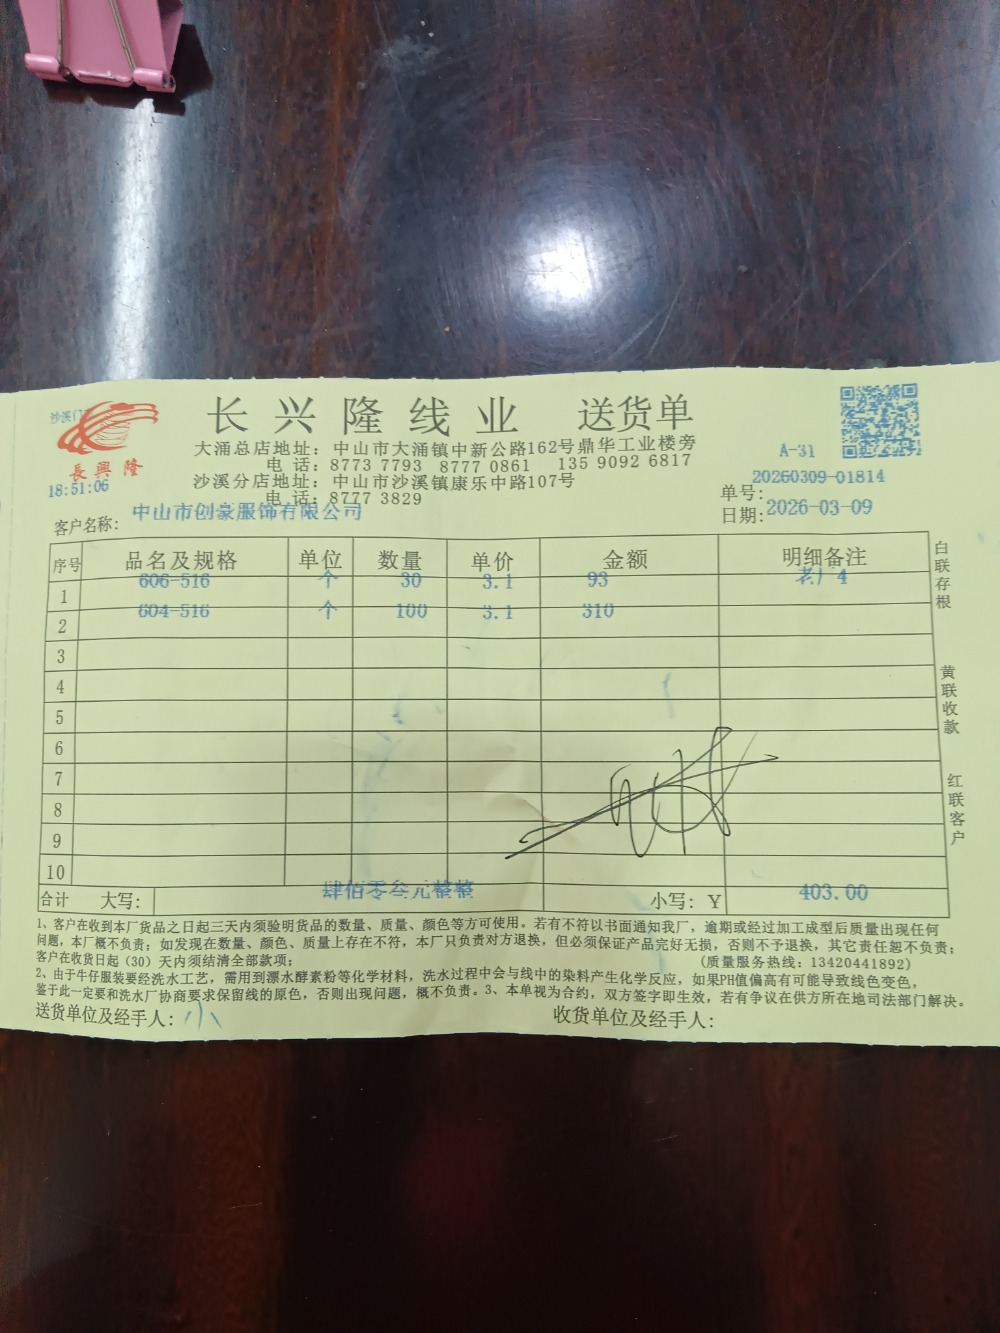 沙溪门
長興隆
18:51:06
长兴隆线业 送货单
大涌总店地址：中山市大涌镇中新公路162号鼎华工业楼旁
电 话：8773 7793 8777 0861 135 9092 6817
沙溪分店地址：中山市沙溪镇康乐中路107号
电 话：8777 3829
A-31
单号：20260309-01814
日期：2026-03-09
客户名称：中山市创豪服饰有限公司
序号 品名及规格 单位 数量 单价 金额 明细备注
1 606-516 个 30 3.1 93 4
2 604-516 个 100 3.1 310
3
4
5
6
7
8
9
10
合计 大写：肆佰零叁元整整 小写：￥ 403.00
白联存根
黄联收款
红联客户
1、客户在收到本厂货品之日起三天内须验明货品的数量、质量、颜色等方可使用。若有不符以书面通知我厂，逾期或经过加工成型后质量出现任何
问题，本厂概不负责；如发现在数量、颜色、质量上存在不符，本厂只负责对方退换，但必须保证产品完好无损，否则不予退换，其它责任恕不负责；
客户在收货日起（30）天内须结清全部款项； （质量服务热线：13420441892）
2、由于牛仔服装要经洗水工艺，需用到漂水酵素粉等化学材料，洗水过程中会与线中的染料产生化学反应，如果PH值偏高有可能导致线色变色，
鉴于此一定要和洗水厂协商要求保留线的原色，否则出现问题，概不负责。3、本单视为合约，双方签字即生效，若有争议在供方所在地司法部门解决。
送货单位及经手人：小 收货单位及经手人：